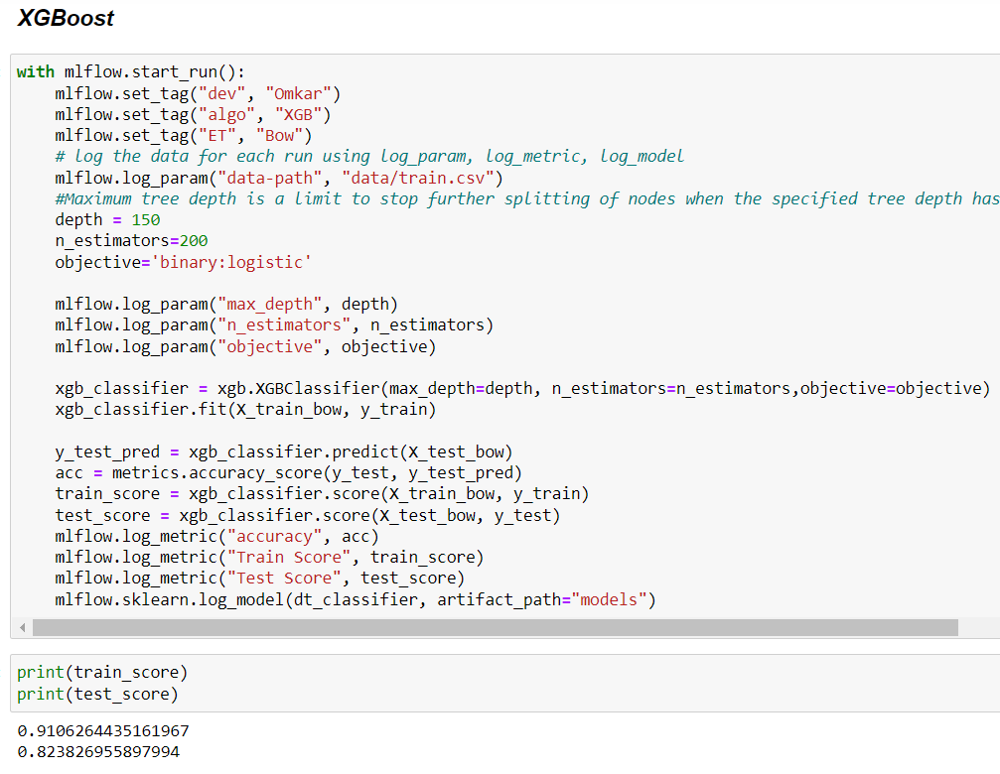 XGBoost
with mlflow.start_run():
    mlflow.set_tag("dev", "Omkar")
    mlflow.set_tag("algo", "XGB")
    mlflow.set_tag("ET", "Bow")
    # log the data for each run using log_param, log_metric, log_model
    mlflow.log_param("data-path", "data/train.csv")
    #Maximum tree depth is a limit to stop further splitting of nodes when the specified tree depth has
    depth = 150
    n_estimators=200
    objective='binary:logistic'
    mlflow.log_param("max_depth", depth)
    mlflow.log_param("n_estimators", n_estimators)
    mlflow.log_param("objective", objective)
    xgb_classifier = xgb.XGBClassifier(max_depth=depth, n_estimators=n_estimators,objective=objective)
    xgb_classifier.fit(X_train_bow, y_train)
    y_test_pred = xgb_classifier.predict(X_test_bow)
    acc = metrics.accuracy_score(y_test, y_test_pred)
    train_score = xgb_classifier.score(X_train_bow, y_train)
    test_score = xgb_classifier.score(X_test_bow, y_test)
    mlflow.log_metric("accuracy", acc)
    mlflow.log_metric("Train Score", train_score)
    mlflow.log_metric("Test Score", test_score)
    mlflow.sklearn.log_model(dt_classifier, artifact_path="models")
print(train_score)
print(test_score)
0.9106264435161967
0.823826955897994